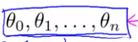 θ₀, θ₁, . . . , θₙ